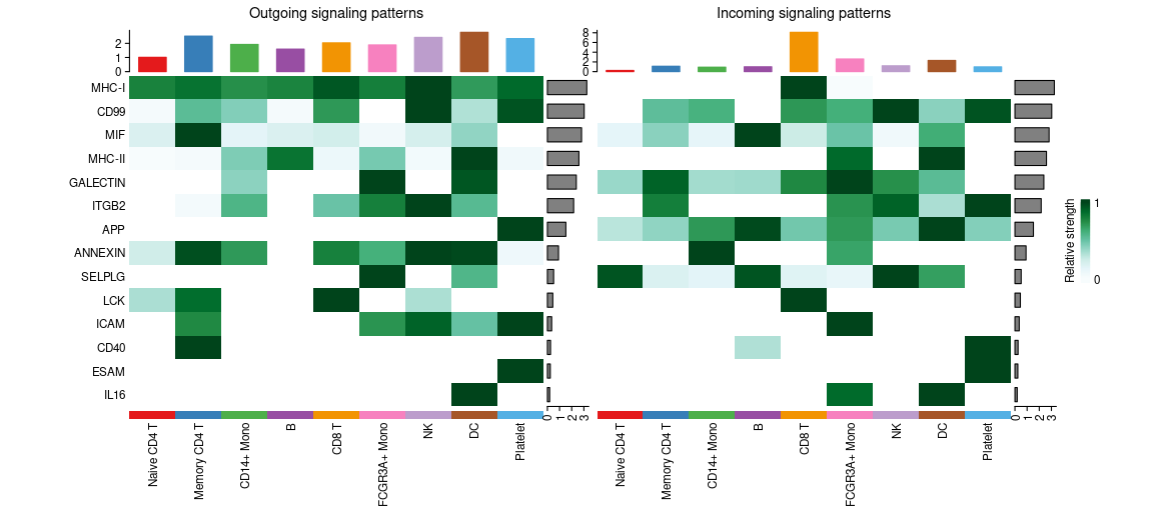 Outgoing signaling patterns
Incoming signaling patterns
2
1
0
8
6
4
2
0
MHC-I
CD99
MIF
MHC-II
GALECTIN
ITGB2
APP
ANNEXIN
SELPLG
LCK
ICAM
CD40
ESAM
IL16
Relative strength
1
0
0 1 2 3
0 1 2 3
Naive CD4 T
Memory CD4 T
CD14+ Mono
B
CD8 T
FCGR3A+ Mono
NK
DC
Platelet
Naive CD4 T
Memory CD4 T
CD14+ Mono
B
CD8 T
FCGR3A+ Mono
NK
DC
Platelet